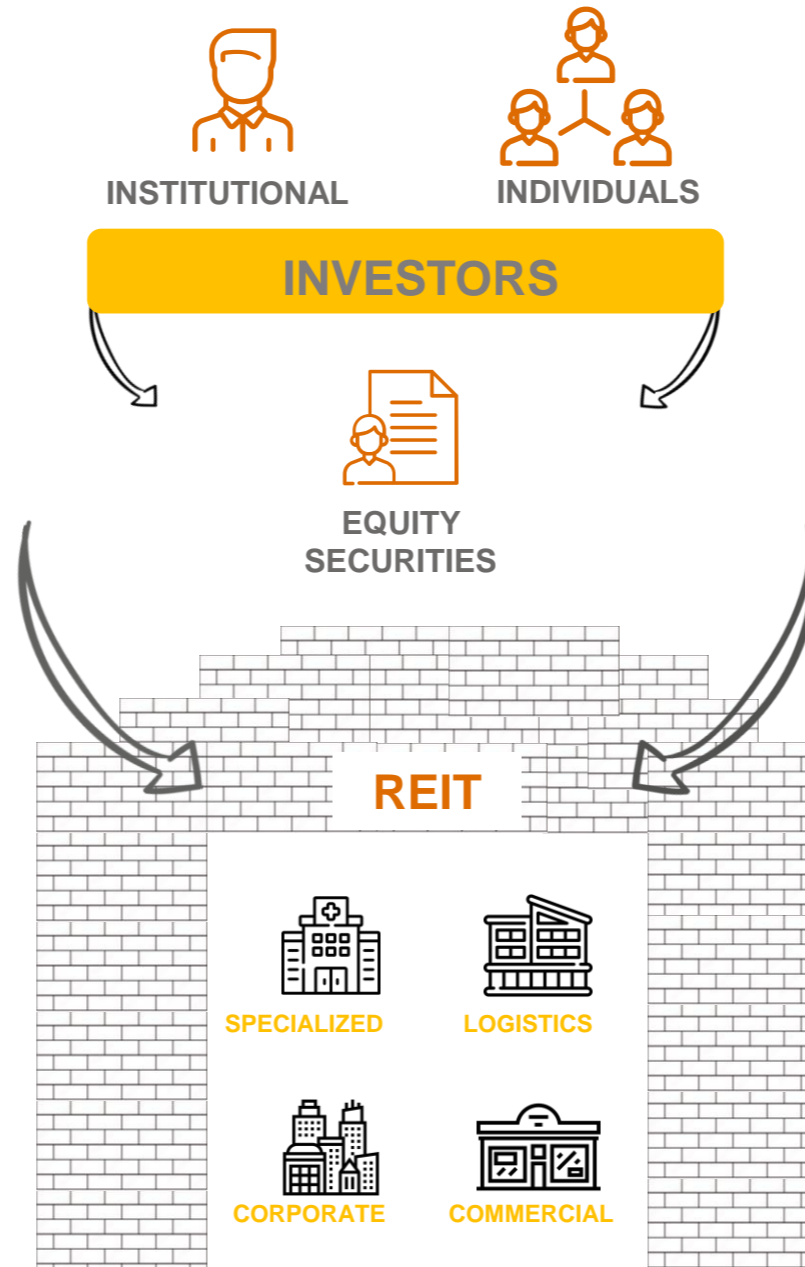 INSTITUTIONAL
INDIVIDUALS
INVESTORS
EQUITY
SECURITIES
REIT
SPECIALIZED
LOGISTICS
CORPORATE
COMMERCIAL